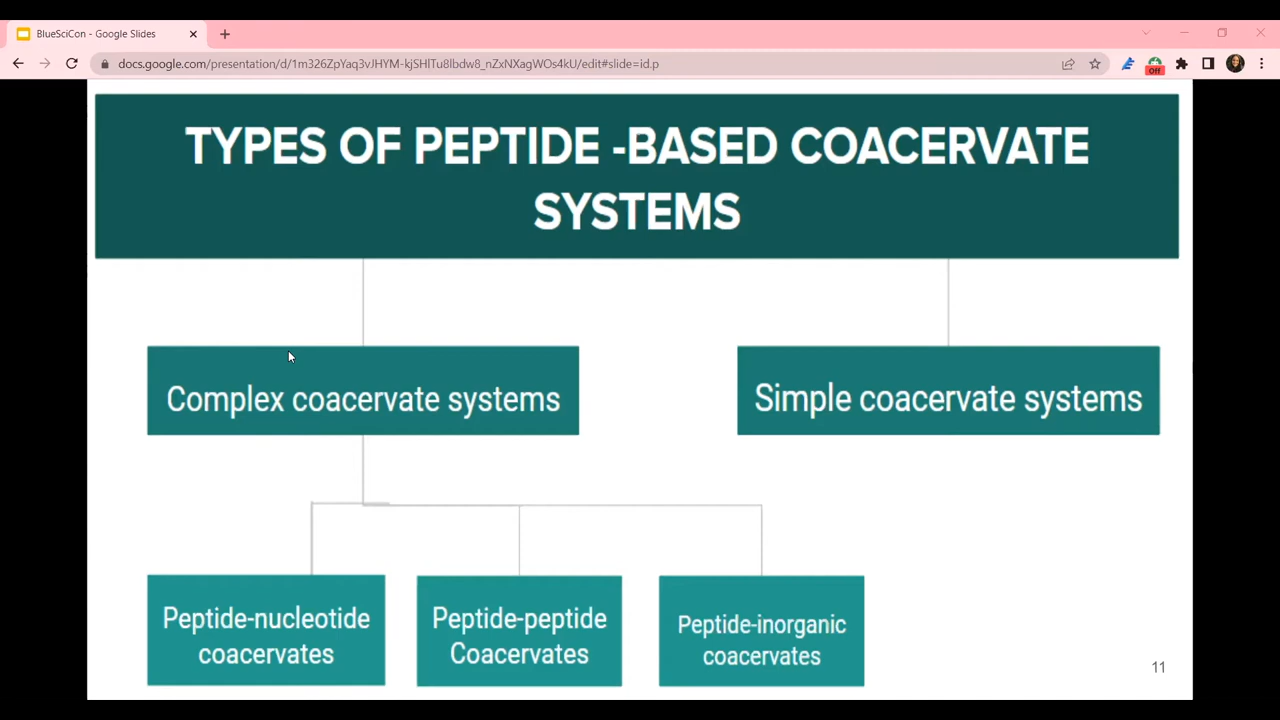 BlueSciCon - Google Slides
docs.google.com/presentation/d/1m326ZpYaq3vJHYM-kjSHlTu8lbdw8_nZxNXagWOs4kU/edit#slide=id.p
Off
TYPES OF PEPTIDE -BASED COACERVATE
SYSTEMS
Complex coacervate systems
Simple coacervate systems
Peptide-nucleotide
coacervates
Peptide-peptide
Coacervates
Peptide-inorganic
coacervates
11